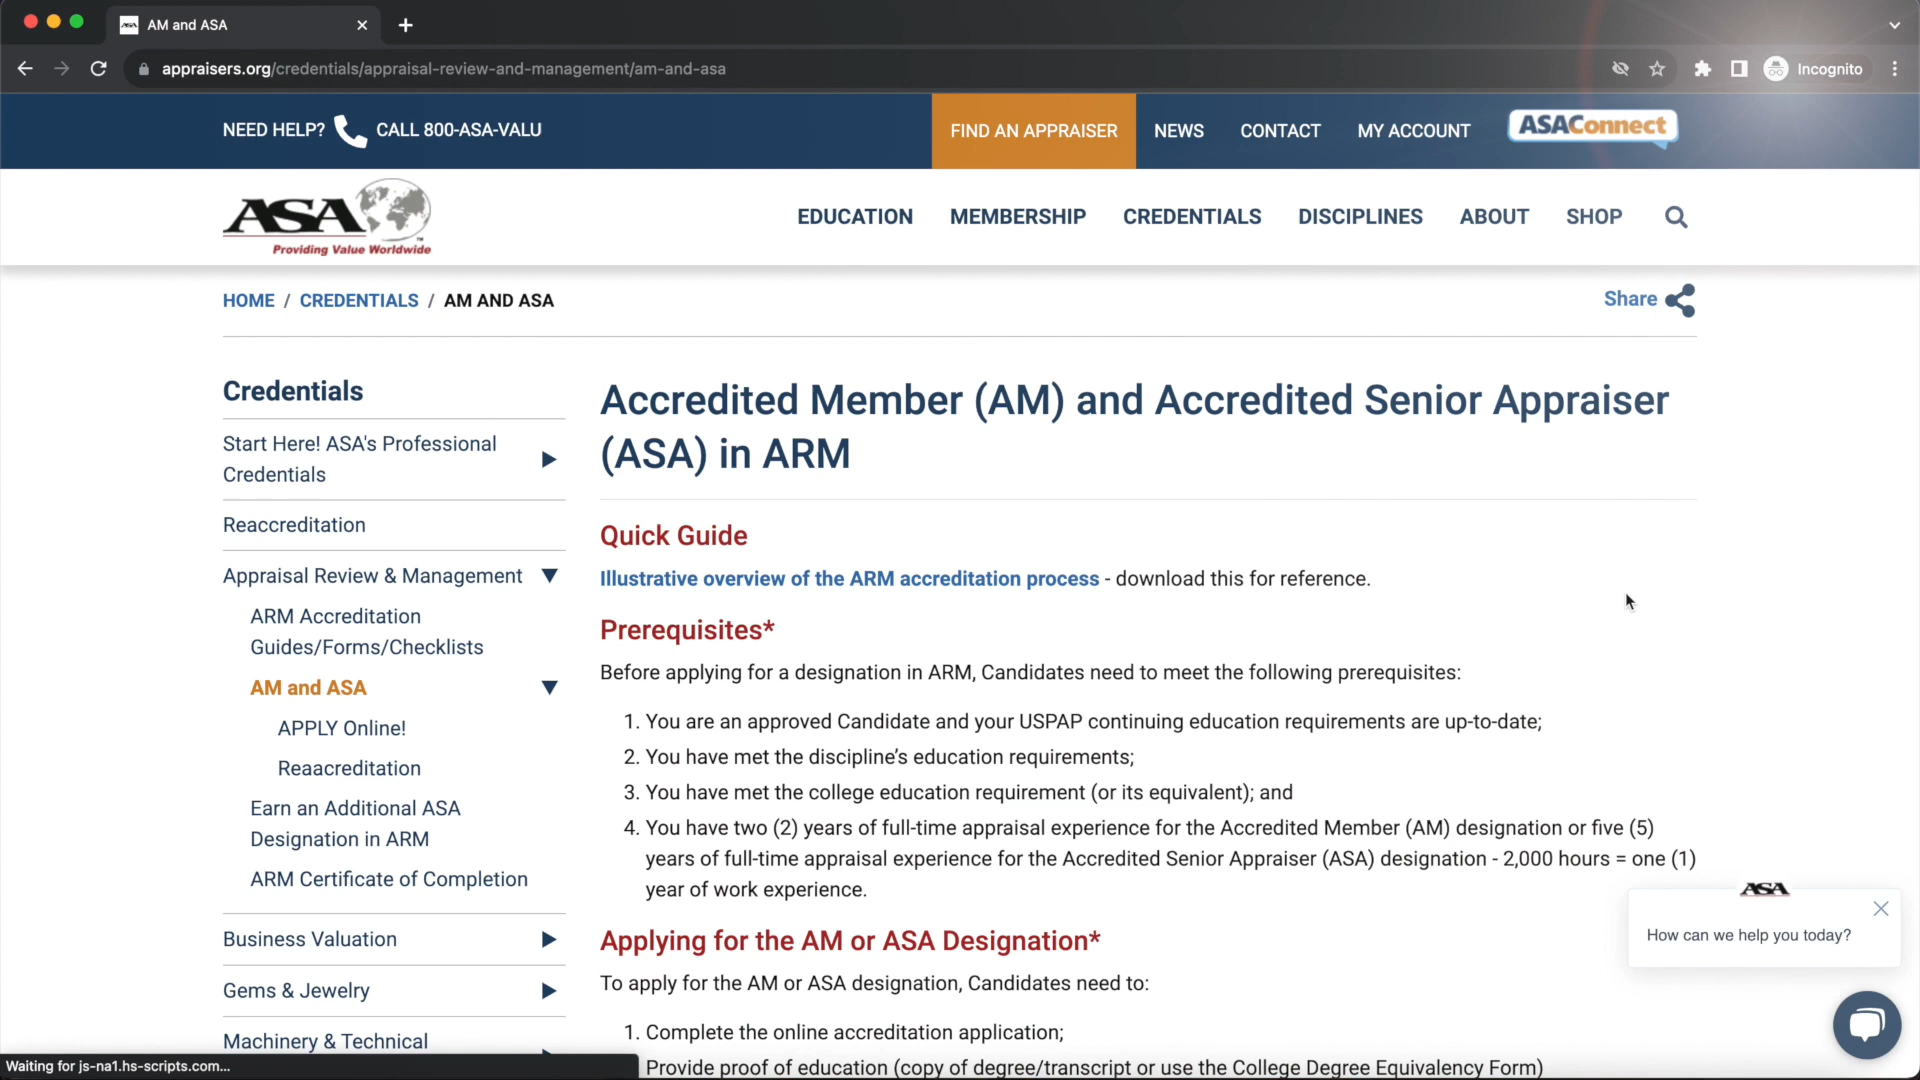 AM and ASA
appraisers.org/credentials/appraisal-review-and-management/am-and-asa
Incognito
NEED HELP? CALL 800-ASA-VALU
FIND AN APPRAISER NEWS CONTACT MY ACCOUNT ASAConnect
ASA
Providing Value Worldwide
EDUCATION MEMBERSHIP CREDENTIALS DISCIPLINES ABOUT SHOP
HOME / CREDENTIALS / AM AND ASA
Share
Credentials
Start Here! ASA's Professional
Credentials
Reaccreditation
Appraisal Review & Management
ARM Accreditation
Guides/Forms/Checklists
AM and ASA
APPLY Online!
Reaacreditation
Earn an Additional ASA
Designation in ARM
ARM Certificate of Completion
Business Valuation
Gems & Jewelry
Machinery & Technical
Accredited Member (AM) and Accredited Senior Appraiser
(ASA) in ARM
Quick Guide
Illustrative overview of the ARM accreditation process - download this for reference.
Prerequisites*
Before applying for a designation in ARM, Candidates need to meet the following prerequisites:
1. You are an approved Candidate and your USPAP continuing education requirements are up-to-date;
2. You have met the discipline’s education requirements;
3. You have met the college education requirement (or its equivalent); and
4. You have two (2) years of full-time appraisal experience for the Accredited Member (AM) designation or five (5)
years of full-time appraisal experience for the Accredited Senior Appraiser (ASA) designation - 2,000 hours = one (1)
year of work experience.
Applying for the AM or ASA Designation*
To apply for the AM or ASA designation, Candidates need to:
1. Complete the online accreditation application;
Provide proof of education (copy of degree/transcript or use the College Degree Equivalency Form)
ASA
How can we help you today?
Waiting for js-na1.hs-scripts.com...